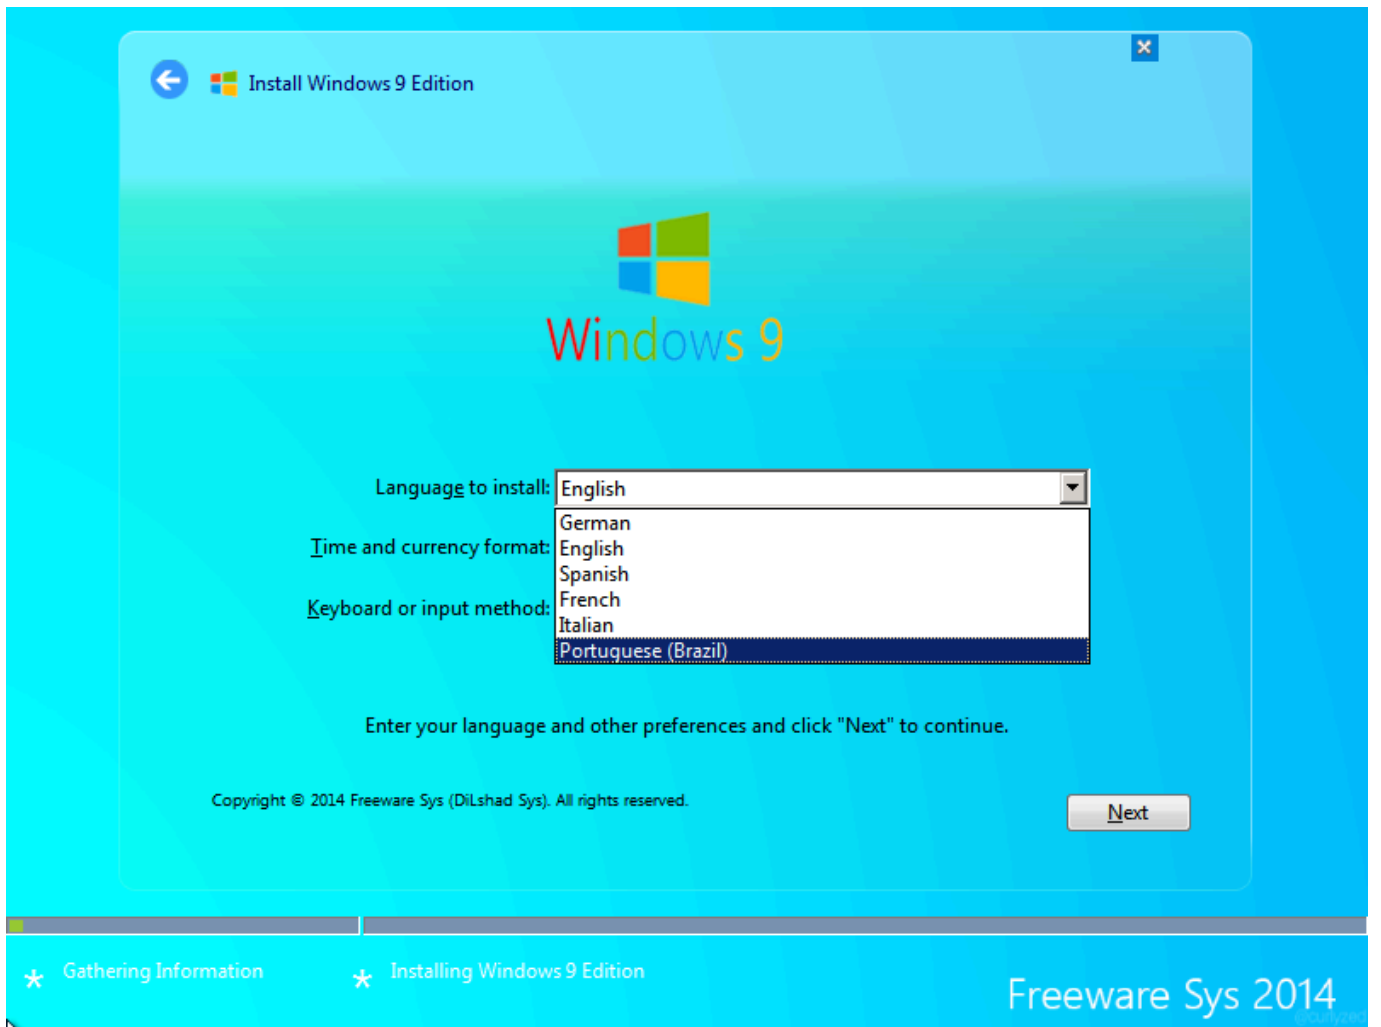 Install Windows 9 Edition
Windows 9
Language to install: English
German
Time and currency format: English
Spanish
French
Keyboard or input method:
Italian
Portuguese (Brazil)
Enter your language and other preferences and click "Next" to continue.
Copyright © 2014 Freeware Sys (DiLshad Sys). All rights reserved.
Next
* Gathering Information
* Installing Windows 9 Edition
Freeware Sys 2014
@curlyzed